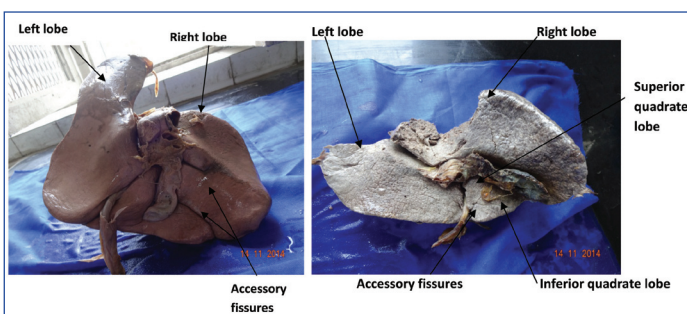 Left lobe
Right lobe
Accessory
fissures
14 11 2014
Left lobe
Right lobe
Superior
quadrate
lobe
Accessory fissures
Inferior quadrate lobe
14 11 2014